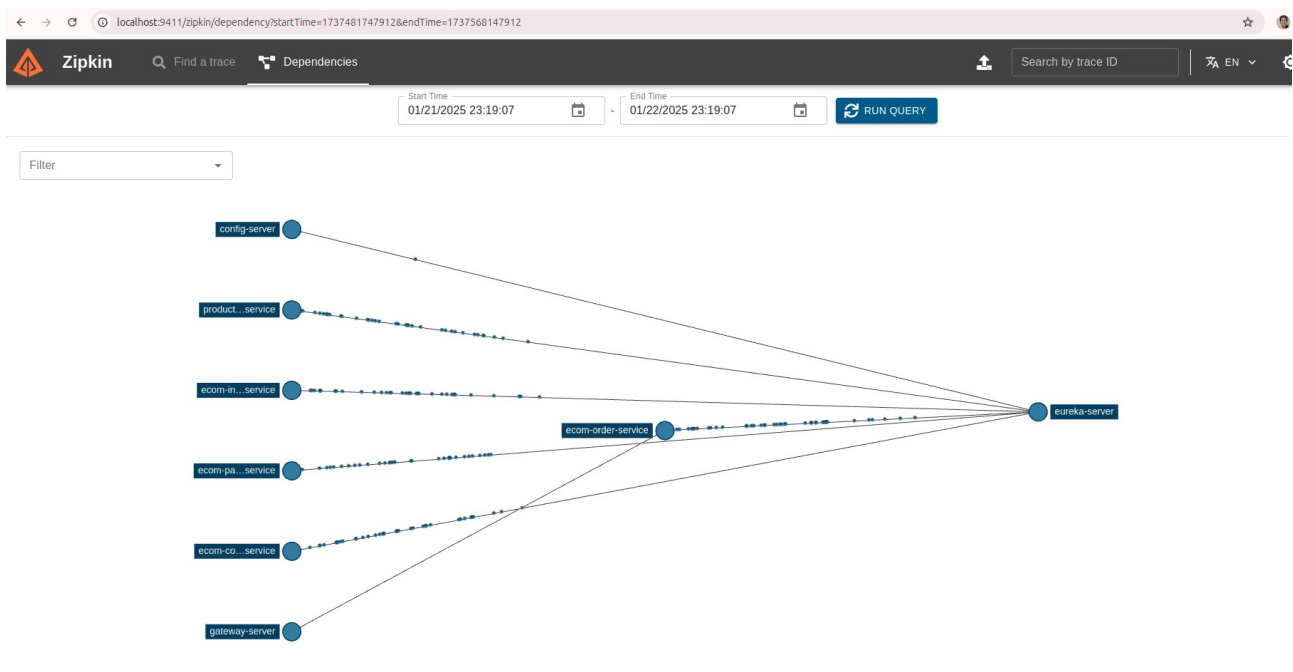 localhost:9411/zipkin/dependency?startTime=1737481747912&endTime=1737568147912
Zipkin Find a trace Dependencies Search by trace ID EN
Start Time End Time
01/21/2025 23:19:07 - 01/22/2025 23:19:07 RUN QUERY
Filter
config-server
product...service
ecom-in...service
eureka-server
ecom-order-service
ecom-pa...service
ecom-co...service
gateway-server